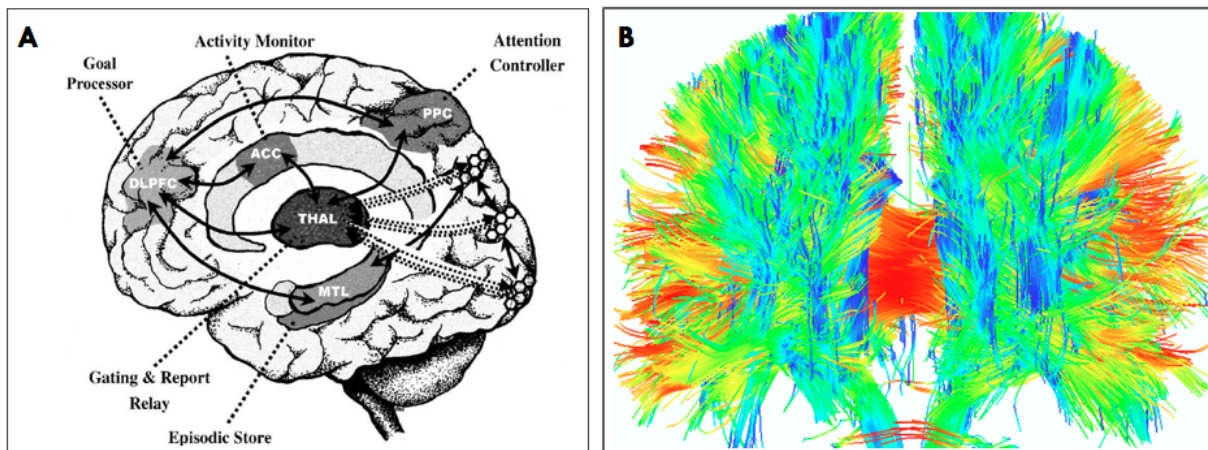 A
Activity Monitor
Attention
Controller
Goal
Processor
PPC
ACC
DLPFC
THAL
MTL
Gating & Report
Relay
Episodic Store
B